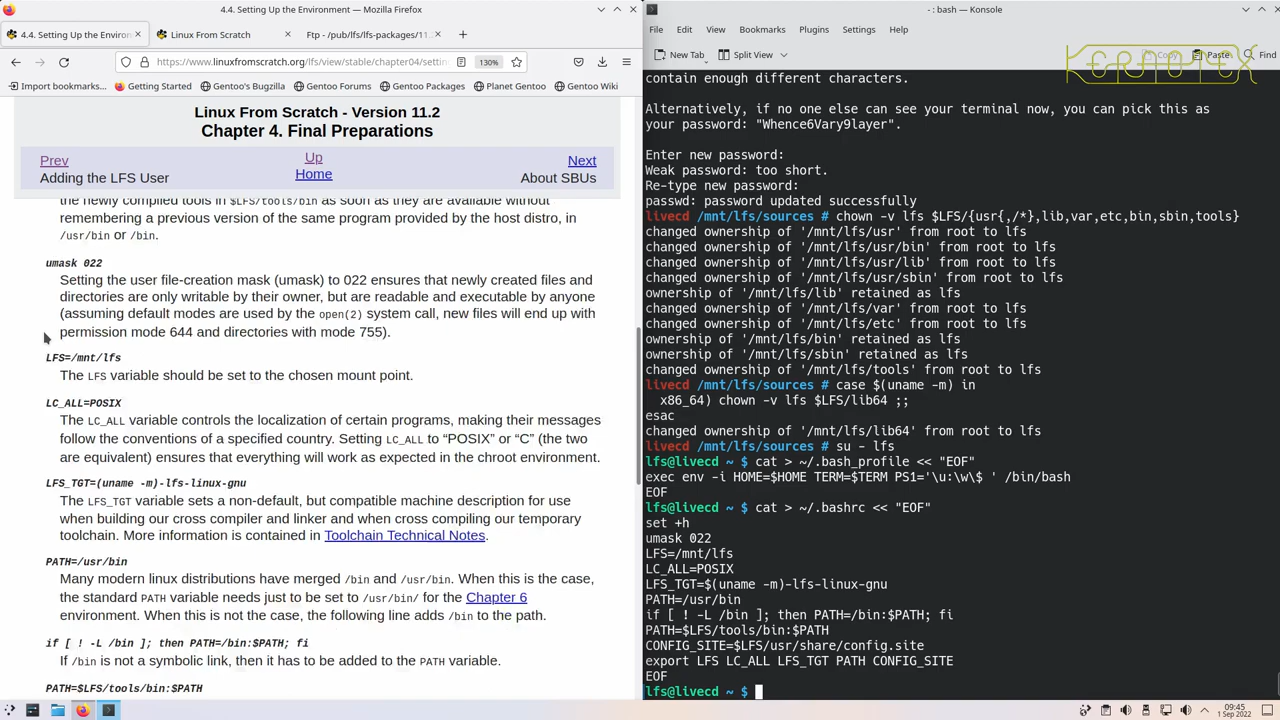 4.4. Setting Up the Environment — Mozilla Firefox
4.4. Setting Up the Environ
Linux From Scratch
Ftp - /pub/lfs/lfs-packages/11.
https://www.linuxfromscratch.org/lfs/view/stable/chapter04/settin
130%
Import bookmarks...
Getting Started
Gentoo's Bugzilla
Gentoo Forums
Gentoo Packages
Planet Gentoo
Gentoo Wiki
Linux From Scratch - Version 11.2
Chapter 4. Final Preparations
Prev
Up
Next
Adding the LFS User
Home
About SBUs
the newly compiled tools in $LFS/tools/bin as soon as they are available without
remembering a previous version of the same program provided by the host distro, in
/usr/bin or /bin.
umask 022
Setting the user file-creation mask (umask) to 022 ensures that newly created files and
directories are only writable by their owner, but are readable and executable by anyone
(assuming default modes are used by the open(2) system call, new files will end up with
permission mode 644 and directories with mode 755).
LFS=/mnt/lfs
The LFS variable should be set to the chosen mount point.
LC_ALL=POSIX
The LC_ALL variable controls the localization of certain programs, making their messages
follow the conventions of a specified country. Setting LC_ALL to “POSIX” or “C” (the two
are equivalent) ensures that everything will work as expected in the chroot environment.
LFS_TGT=(uname -m)-lfs-linux-gnu
The LFS_TGT variable sets a non-default, but compatible machine description for use
when building our cross compiler and linker and when cross compiling our temporary
toolchain. More information is contained in Toolchain Technical Notes.
PATH=/usr/bin
Many modern linux distributions have merged /bin and /usr/bin. When this is the case,
the standard PATH variable needs just to be set to /usr/bin/ for the Chapter 6
environment. When this is not the case, the following line adds /bin to the path.
if [ ! -L /bin ]; then PATH=/bin:$PATH; fi
If /bin is not a symbolic link, then it has to be added to the PATH variable.
PATH=$LFS/tools/bin:$PATH
- : bash — Konsole
File Edit View Bookmarks Plugins Settings Help
New Tab
Split View
Copy
Paste
Find
KERNOTEX
contain enough different characters.
Alternatively, if no one else can see your terminal now, you can pick this as
your password: "Whence6Vary9layer".
Enter new password:
Weak password: too short.
Re-type new password:
passwd: password updated successfully
livecd /mnt/lfs/sources # chown -v lfs $LFS/{usr{,/*},lib,var,etc,bin,sbin,tools}
changed ownership of '/mnt/lfs/usr' from root to lfs
changed ownership of '/mnt/lfs/usr/bin' from root to lfs
changed ownership of '/mnt/lfs/usr/lib' from root to lfs
changed ownership of '/mnt/lfs/usr/sbin' from root to lfs
ownership of '/mnt/lfs/lib' retained as lfs
changed ownership of '/mnt/lfs/var' from root to lfs
changed ownership of '/mnt/lfs/etc' from root to lfs
ownership of '/mnt/lfs/bin' retained as lfs
ownership of '/mnt/lfs/sbin' retained as lfs
changed ownership of '/mnt/lfs/tools' from root to lfs
livecd /mnt/lfs/sources # case $(uname -m) in
x86_64) chown -v lfs $LFS/lib64 ;;
esac
changed ownership of '/mnt/lfs/lib64' from root to lfs
livecd /mnt/lfs/sources # su - lfs
lfs@livecd ~ $ cat > ~/.bash_profile << "EOF"
exec env -i HOME=$HOME TERM=$TERM PS1='\u:\w\$ ' /bin/bash
EOF
lfs@livecd ~ $ cat > ~/.bashrc << "EOF"
set +h
umask 022
LFS=/mnt/lfs
LC_ALL=POSIX
LFS_TGT=$(uname -m)-lfs-linux-gnu
PATH=/usr/bin
if [ ! -L /bin ]; then PATH=/bin:$PATH; fi
PATH=$LFS/tools/bin:$PATH
CONFIG_SITE=$LFS/usr/share/config.site
export LFS LC_ALL LFS_TGT PATH CONFIG_SITE
EOF
lfs@livecd ~ $
09:45
1 Sep 2022